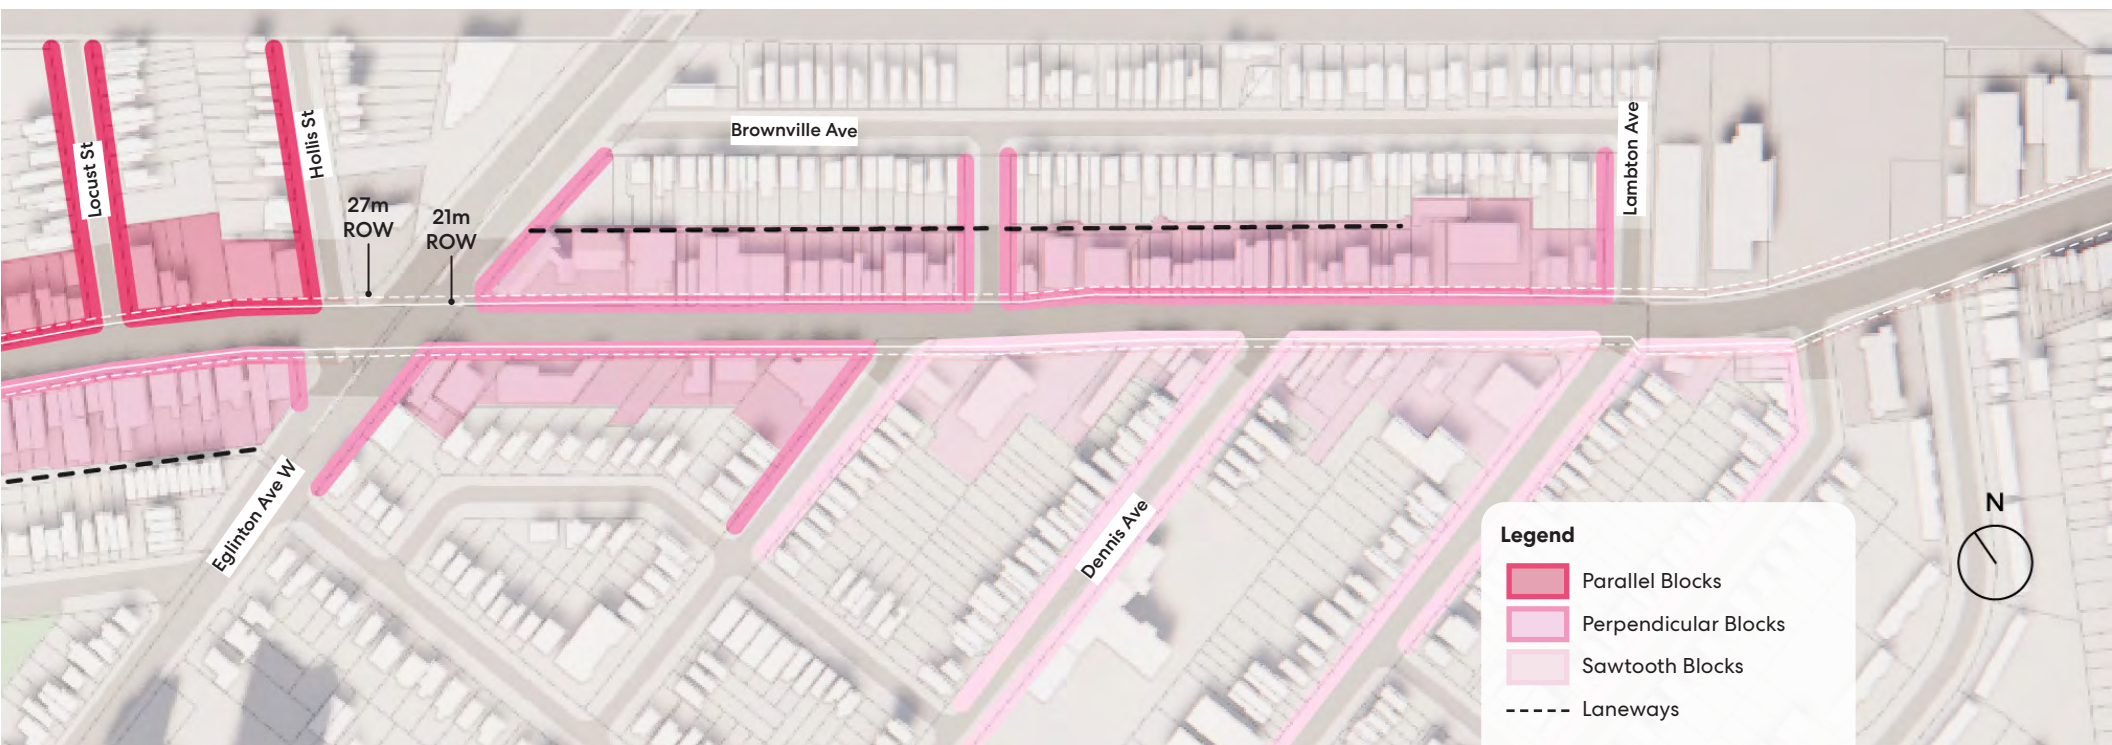 Brownville Ave
Lambton Ave
Hollis St
Locust St
27m
ROW
21m
ROW
Eglinton Ave W
Dennis Ave
N
Legend
Parallel Blocks
Perpendicular Blocks
Sawtooth Blocks
Laneways